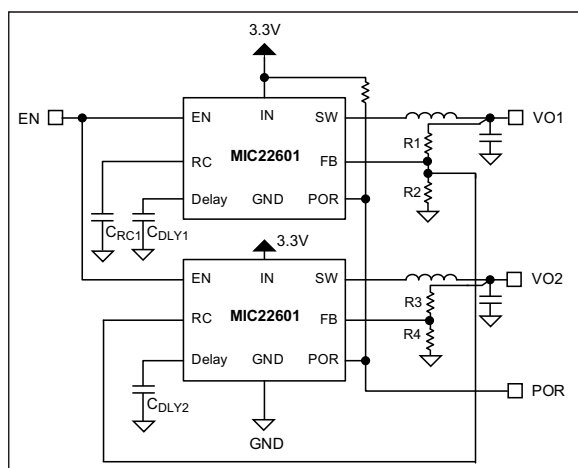 3.3V
EN
EN
IN
SW
VO1
RC
MIC22601
FB
R1
Delay
GND
POR
R2
CRC1
CDLY1
3.3V
EN
IN
SW
VO2
RC
MIC22601
FB
R3
R4
Delay
GND
POR
CDLY2
POR
GND